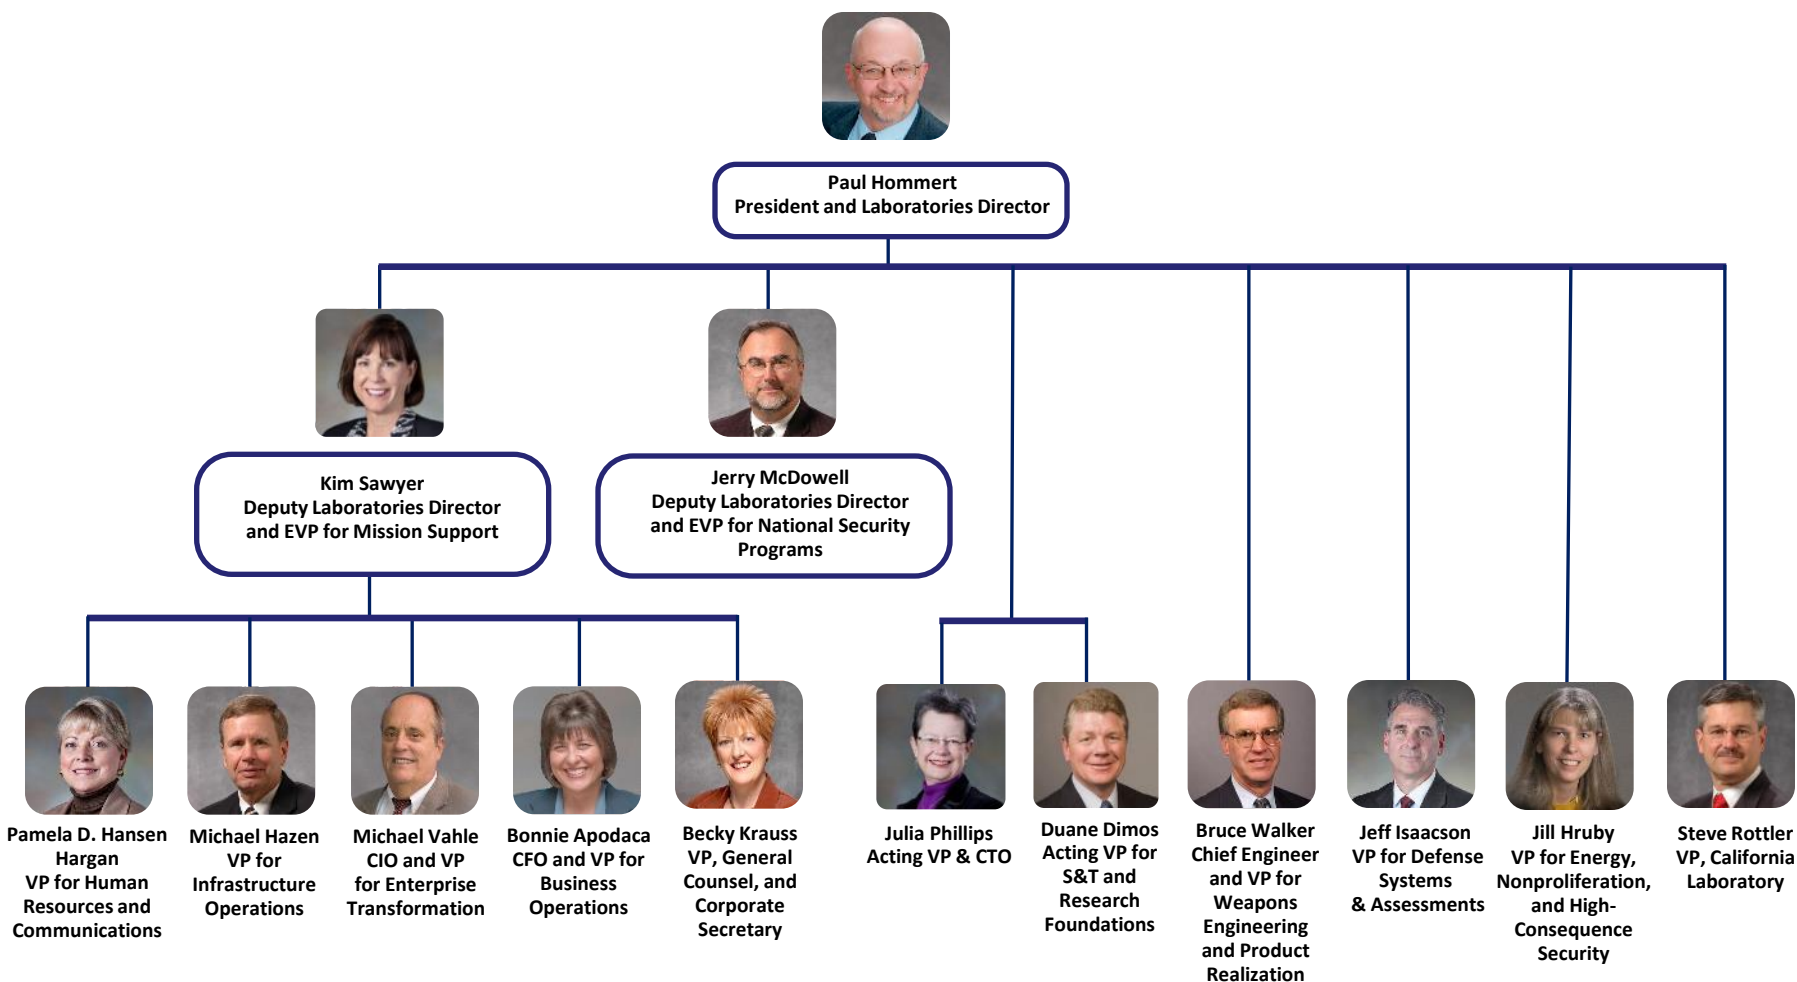 Paul Hommert
President and Laboratories Director
Kim Sawyer
Deputy Laboratories Director
and EVP for Mission Support
Jerry McDowell
Deputy Laboratories Director
and EVP for National Security
Programs
Pamela D. Hansen
Hargan
VP for Human
Resources and
Communications
Michael Hazen
VP for
Infrastructure
Operations
Michael Vahle
CIO and VP
for Enterprise
Transformation
Bonnie Apodaca
CFO and VP for
Business
Operations
Becky Krauss
VP, General
Counsel, and
Corporate
Secretary
Julia Phillips
Acting VP & CTO
Duane Dimos
Acting VP for
S&T and
Research
Foundations
Bruce Walker
Chief Engineer
and VP for
Weapons
Engineering
and Product
Realization
Jeff Isaacson
VP for Defense
Systems
& Assessments
Jill Hruby
VP for Energy,
Nonproliferation,
and High-
Consequence
Security
Steve Rottler
VP, California
Laboratory